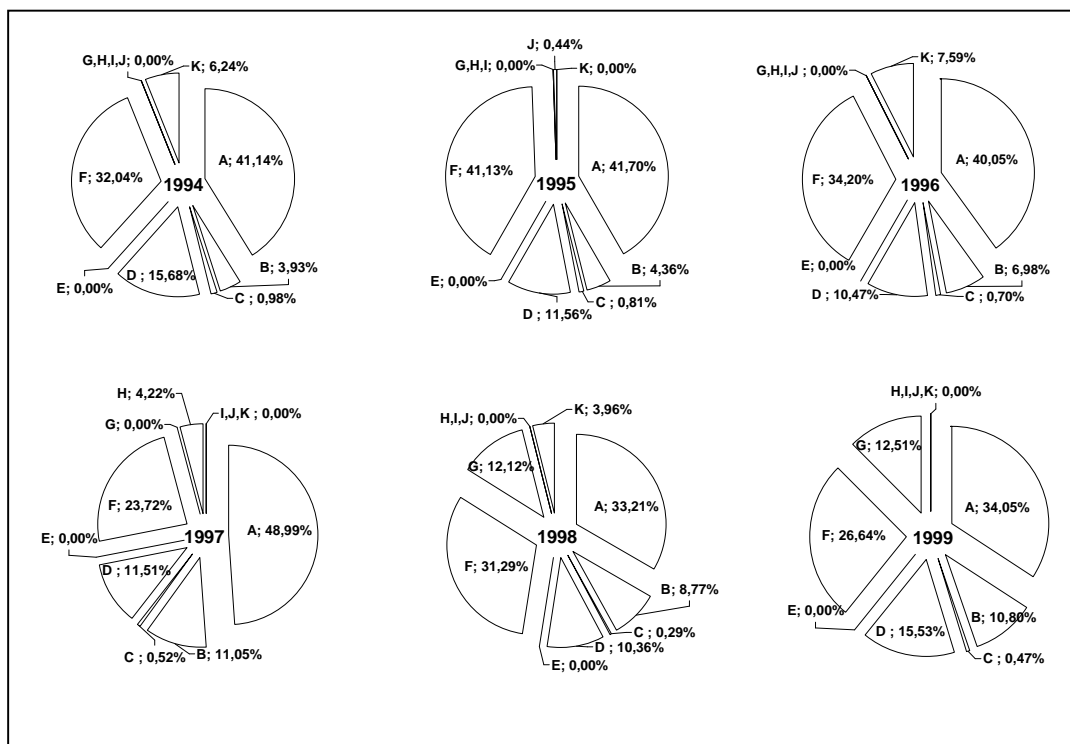 G,H,I,J; 0,00%
K; 6,24%
A; 41,14%
F; 32,04%
1994
B; 3,93%
D ; 15,68%
E; 0,00%
C ; 0,98%
J; 0,44%
G,H,I; 0,00%
K; 0,00%
F; 41,13%
A; 41,70%
1995
B; 4,36%
E; 0,00%
C ; 0,81%
D ; 11,56%
K; 7,59%
G,H,I,J ; 0,00%
A; 40,05%
F; 34,20%
1996
E; 0,00%
B; 6,98%
D ; 10,47%
C ; 0,70%
H; 4,22%
I,J,K ; 0,00%
G; 0,00%
F; 23,72%
A; 48,99%
1997
E; 0,00%
D ; 11,51%
C ; 0,52%
B; 11,05%
K; 3,96%
H,I,J; 0,00%
G; 12,12%
A; 33,21%
1998
F; 31,29%
B; 8,77%
C ; 0,29%
D ; 10,36%
E; 0,00%
H,I,J,K; 0,00%
G; 12,51%
A; 34,05%
F; 26,64%
1999
E; 0,00%
B; 10,80%
D ; 15,53%
C ; 0,47%